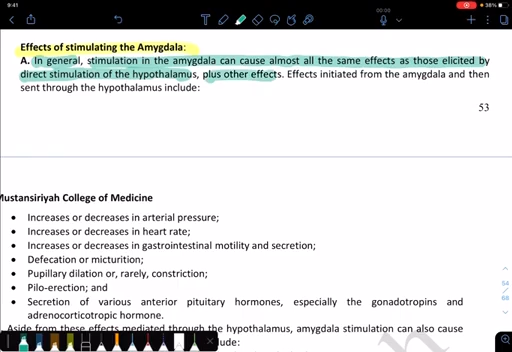 9:41
00:00
38%
Effects of stimulating the Amygdala:
A. In general, stimulation in the amygdala can cause almost all the same effects as those elicited by
direct stimulation of the hypothalamus, plus other effects. Effects initiated from the amygdala and then
sent through the hypothalamus include:
53
Mustansiriyah College of Medicine
• Increases or decreases in arterial pressure;
• Increases or decreases in heart rate;
• Increases or decreases in gastrointestinal motility and secretion;
• Defecation or micturition;
• Pupillary dilation or, rarely, constriction;
• Pilo-erection; and
• Secretion of various anterior pituitary hormones, especially the gonadotropins and
adrenocorticotropic hormone.
Aside from these effects mediated through the hypothalamus, amygdala stimulation can also cause
lude:
54
/
68